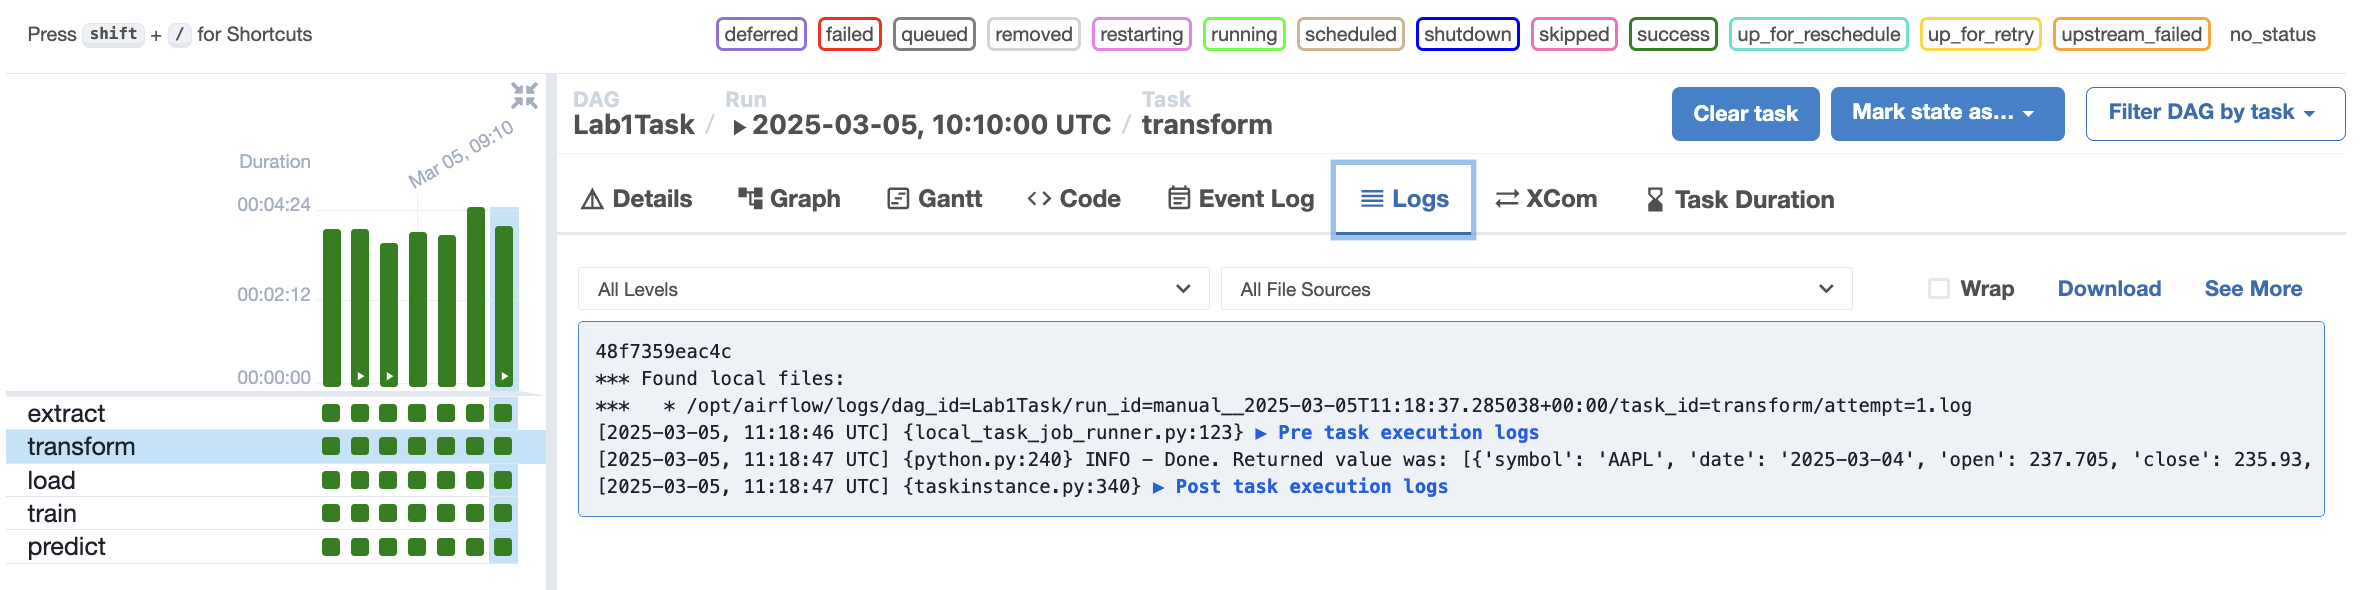 Press shift + / for Shortcuts
deferred failed queued removed restarting running scheduled shutdown skipped success up_for_reschedule up_for_retry upstream_failed no_status
DAG Run Task
Lab1Task / 2025-03-05, 10:10:00 UTC / transform
Clear task Mark state as... Filter DAG by task
Mar 05, 09:10
Duration
00:04:24
00:02:12
00:00:00
extract
transform
load
train
predict
Details Graph Gantt Code Event Log Logs XCom Task Duration
All Levels All File Sources Wrap Download See More
48f7359eac4c
*** Found local files:
***   * /opt/airflow/logs/dag_id=Lab1Task/run_id=manual__2025-03-05T11:18:37.285038+00:00/task_id=transform/attempt=1.log
[2025-03-05, 11:18:46 UTC] {local_task_job_runner.py:123} ▶ Pre task execution logs
[2025-03-05, 11:18:47 UTC] {python.py:240} INFO - Done. Returned value was: [{'symbol': 'AAPL', 'date': '2025-03-04', 'open': 237.705, 'close': 235.93,
[2025-03-05, 11:18:47 UTC] {taskinstance.py:340} ▶ Post task execution logs